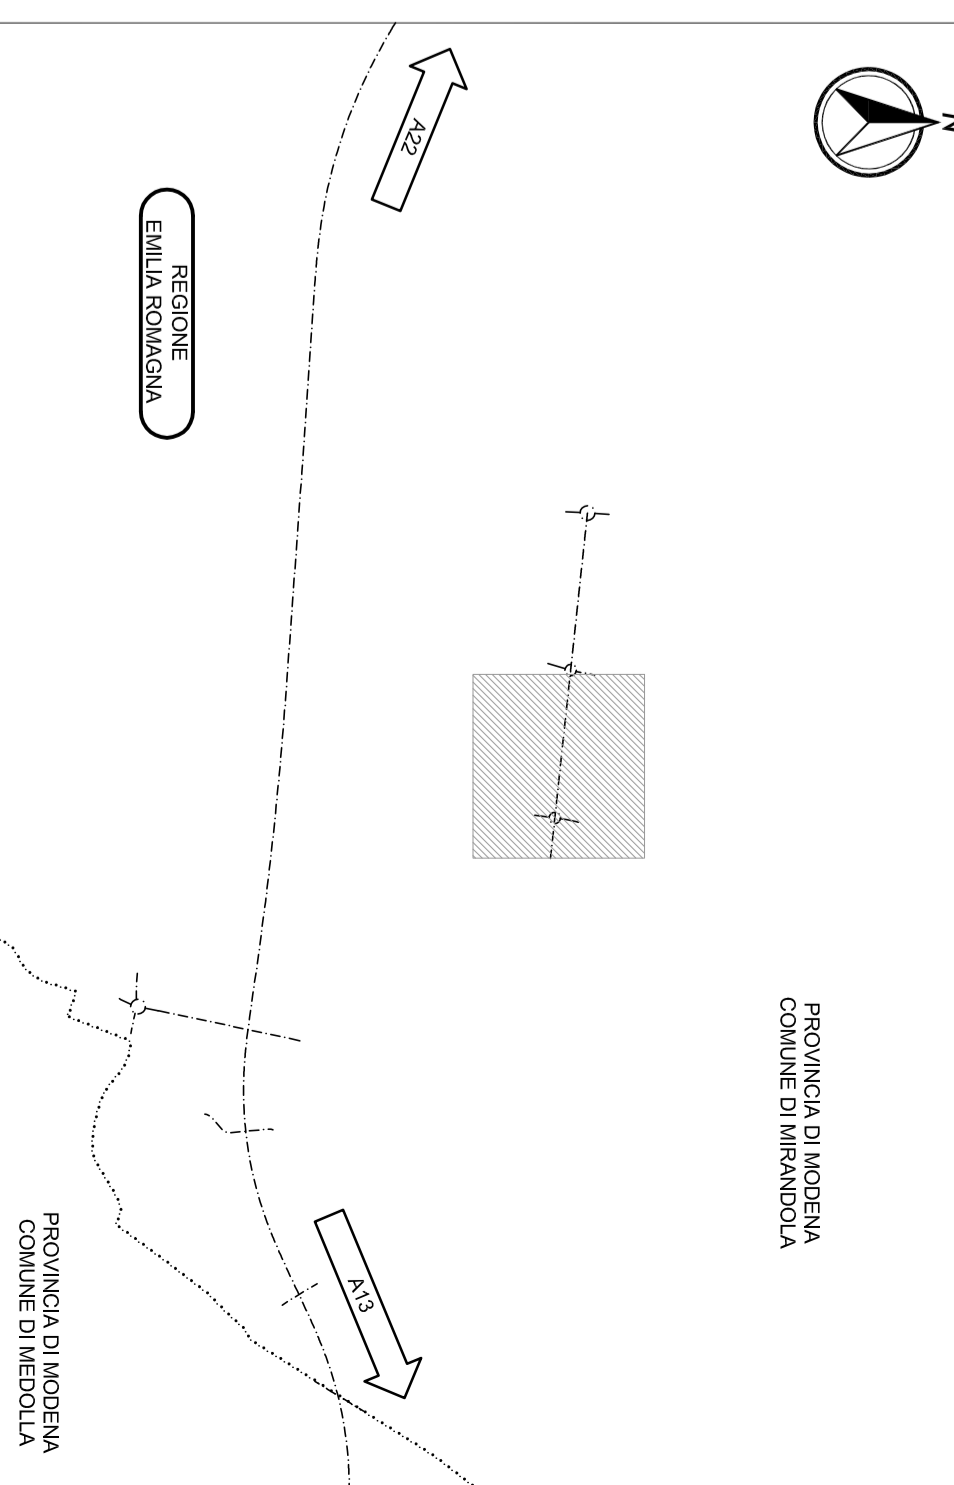 N
A22
REGIONE
EMILIA ROMAGNA
PROVINCIA DI MODENA
COMUNE DI MIRANDOLA
A13
PROVINCIA DI MODENA
COMUNE DI MEDOLLA